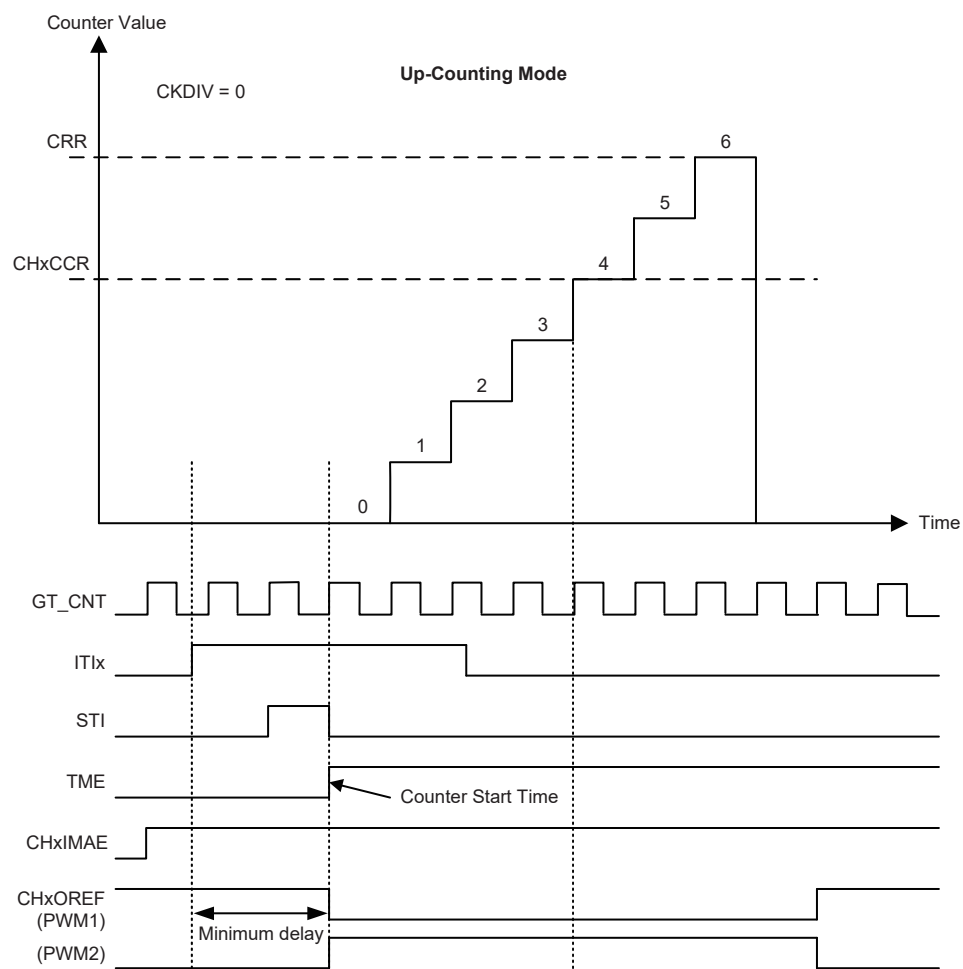 Counter Value
Up-Counting Mode
CKDIV = 0
CRR
6
5
CHxCCR
4
3
2
1
0
Time
GT_CNT
ITIx
STI
TME
Counter Start Time
CHxIMAE
CHxOREF
(PWM1)
Minimum delay
(PWM2)